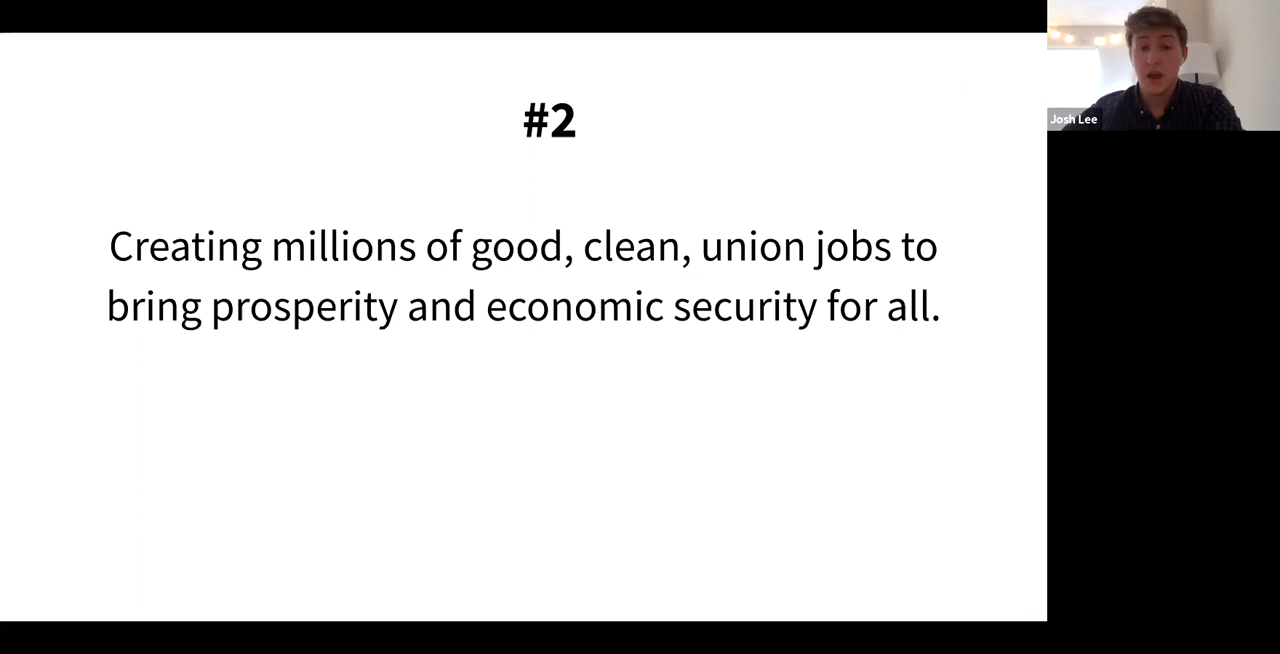 #2
Creating millions of good, clean, union jobs to
bring prosperity and economic security for all.
Josh Lee